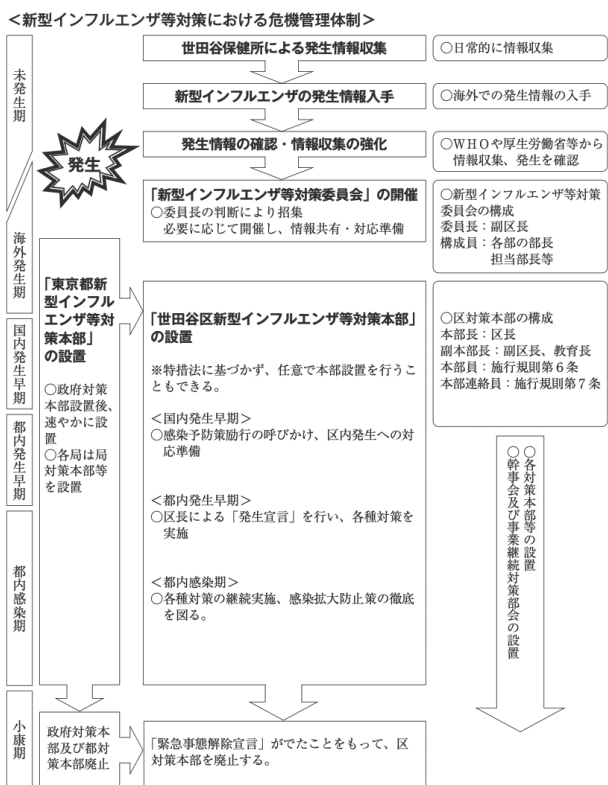 ＜新型インフルエンザ等対策における危機管理体制＞
未発生期
世田谷保健所による発生情報収集
○日常的に情報収集
新型インフルエンザの発生情報入手
○海外での発生情報の入手
発生
発生情報の確認・情報収集の強化
○ＷＨＯや厚生労働省等から
情報収集、発生を確認
海外発生期
「新型インフルエンザ等対策委員会」の開催
○委員長の判断により招集
必要に応じて開催し、情報共有・対応準備
○新型インフルエンザ等対策
委員会の構成
委員長：副区長
構成員：各部の部長
担当部長等
「東京都新
型インフル
エンザ等対
策本部」
の設置
○政府対策
本部設置後、
速やかに設
置
○各局は局
対策本部等
を設置
国内発生早期
都内発生早期
都内感染期
「世田谷区新型インフルエンザ等対策本部」
の設置
※特措法に基づかず、任意で本部設置を行うこ
ともできる。
＜国内発生早期＞
○感染予防策励行の呼びかけ、区内発生への対
応準備
＜都内発生早期＞
○区長による「発生宣言」を行い、各種対策を
実施
＜都内感染期＞
○各種対策の継続実施、感染拡大防止策の徹底
を図る。
○区対策本部の構成
本部長：区長
副本部長：副区長、教育長
本部員：施行規則第６条
本部連絡員：施行規則第７条
○各対策本部等の設置
○幹事会及び事業継続対策部会の設置
小康期
政府対策本
部及び都対
策本部廃止
「緊急事態解除宣言」がでたことをもって、区
対策本部を廃止する。